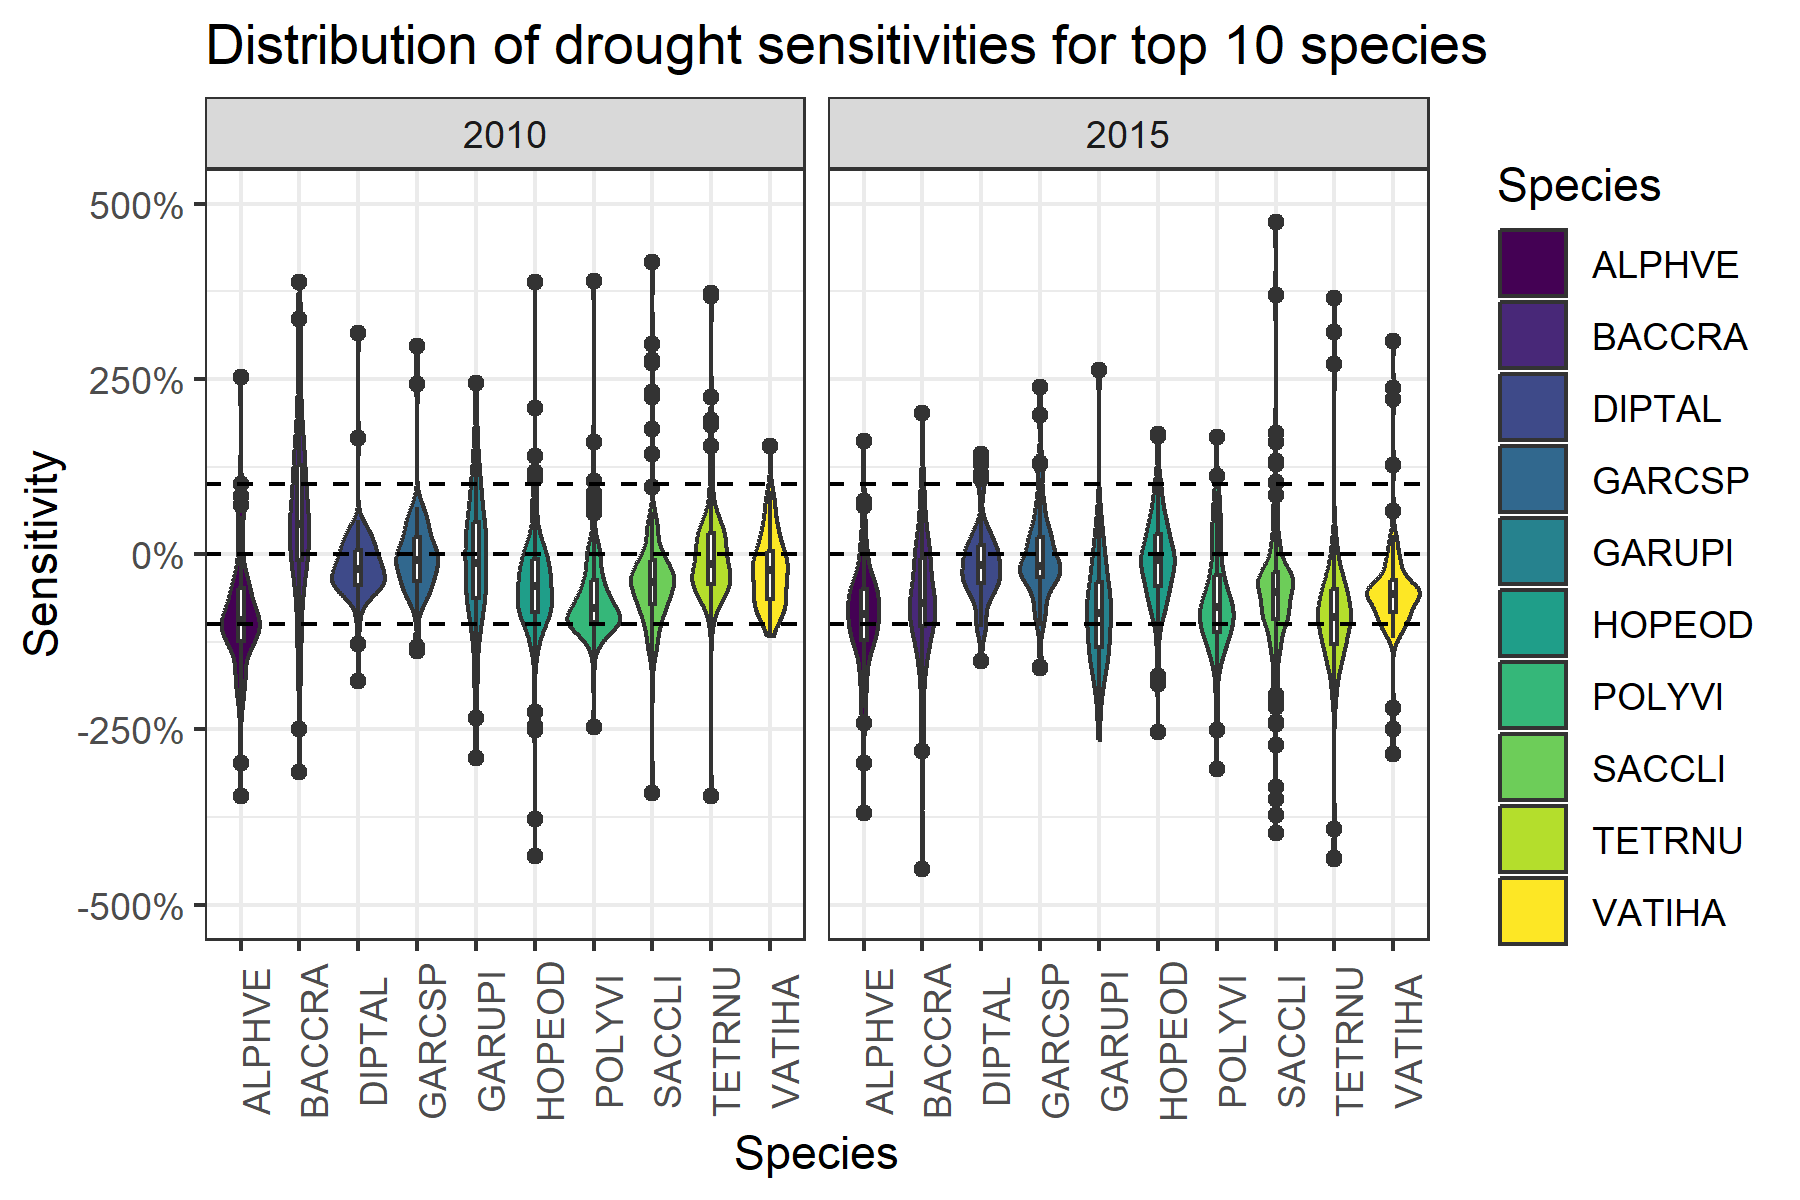 Distribution of drought sensitivities for top 10 species
2010
2015
Sensitivity
500%
250%
0%
-250%
-500%
ALPHVE
BACCRA
DIPTAL
GARCSP
GARUPI
HOPEOD
POLYVI
SACCLI
TETRNU
VATIHA
ALPHVE
BACCRA
DIPTAL
GARCSP
GARUPI
HOPEOD
POLYVI
SACCLI
TETRNU
VATIHA
Species
Species
ALPHVE
BACCRA
DIPTAL
GARCSP
GARUPI
HOPEOD
POLYVI
SACCLI
TETRNU
VATIHA